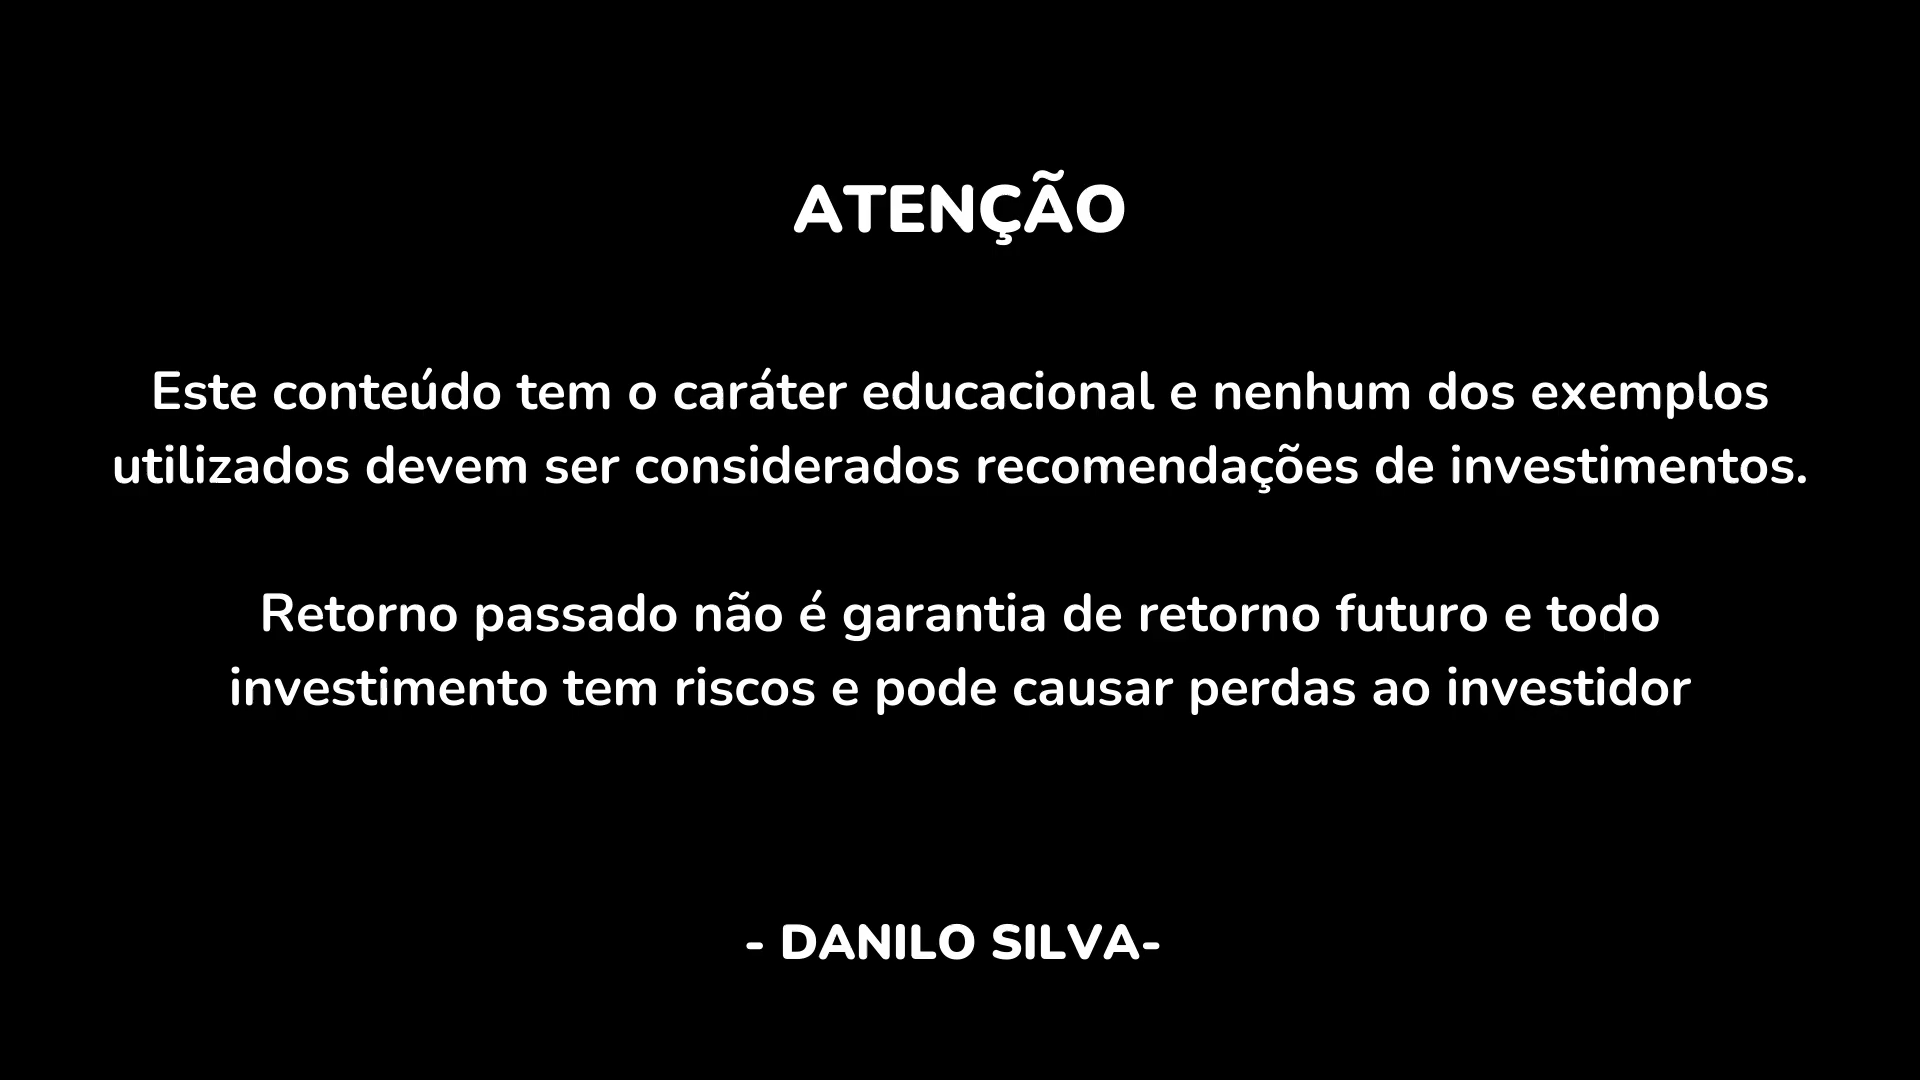 ATENÇÃO
Este conteúdo tem o caráter educacional e nenhum dos exemplos
utilizados devem ser considerados recomendações de investimentos.
Retorno passado não é garantia de retorno futuro e todo
investimento tem riscos e pode causar perdas ao investidor
- DANILO SILVA-